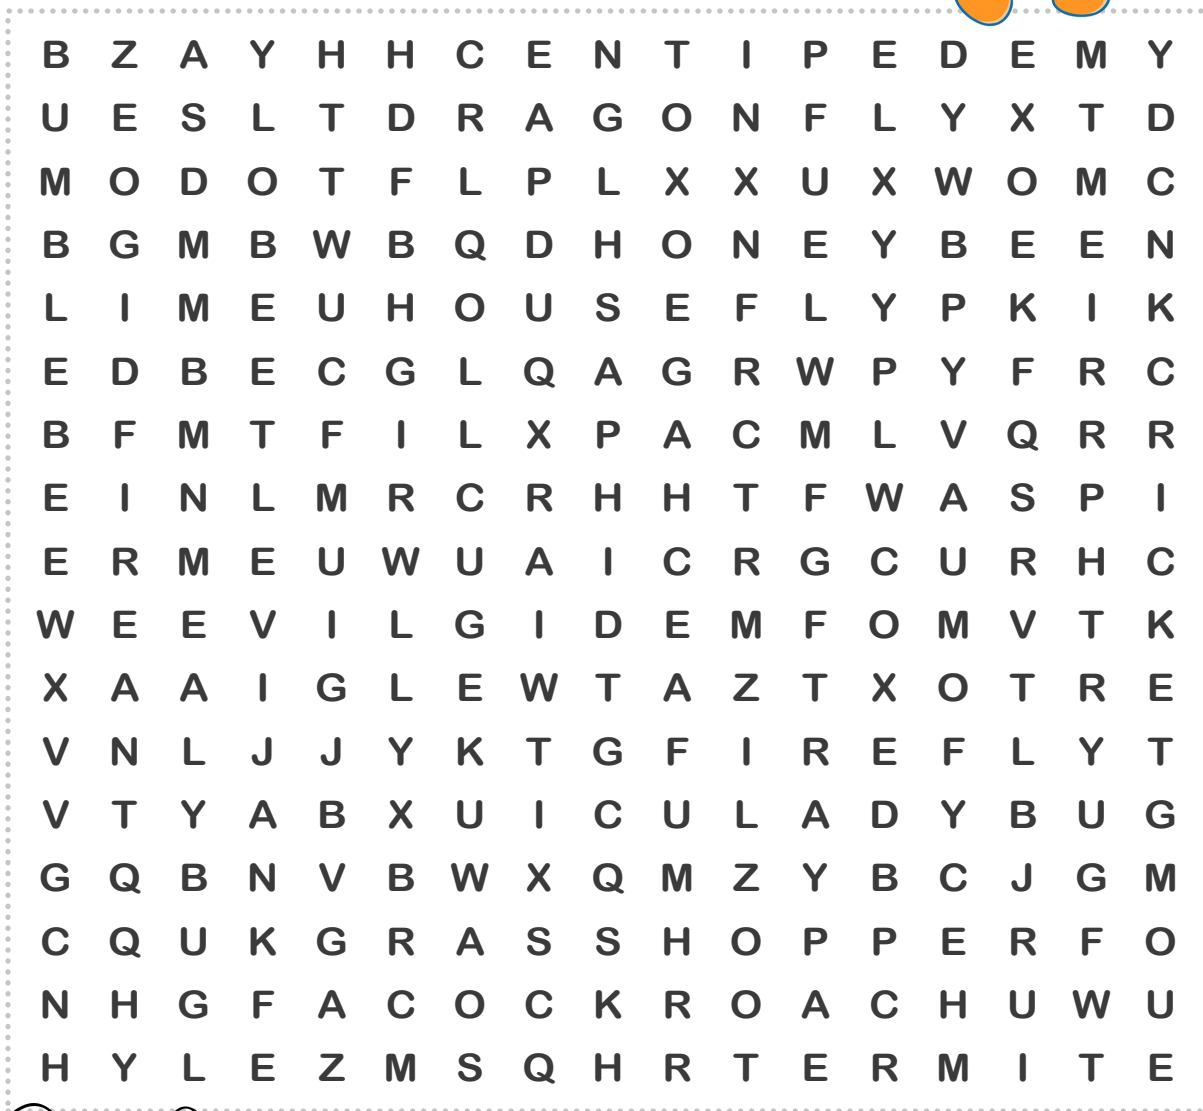 B Z A Y H H C E N T I P E D E M Y
U E S L T D R A G O N F L Y X T D
M O D O T F L P L X X U X W O M C
B G M B W B Q D H O N E Y B E E N
L I M E U H O U S E F L Y P K I K
E D B E C G L Q A G R W P Y F R C
B F M T F I L X P A C M L V Q R R
E I N L M R C R H H T F W A S P I
E R M E U W U A I C R G C U R H C
W E E V I L G I D E M F O M V T K
X A A I G L E W T A Z T X O T R E
V N L J J Y K T G F I R E F L Y T
V T Y A B X U I C U L A D Y B U G
G Q B N V B W X Q M Z Y B C J G M
C Q U K G R A S S H O P P E R F O
N H G F A C O C K R O A C H U W U
H Y L E Z M S Q H R T E R M I T E